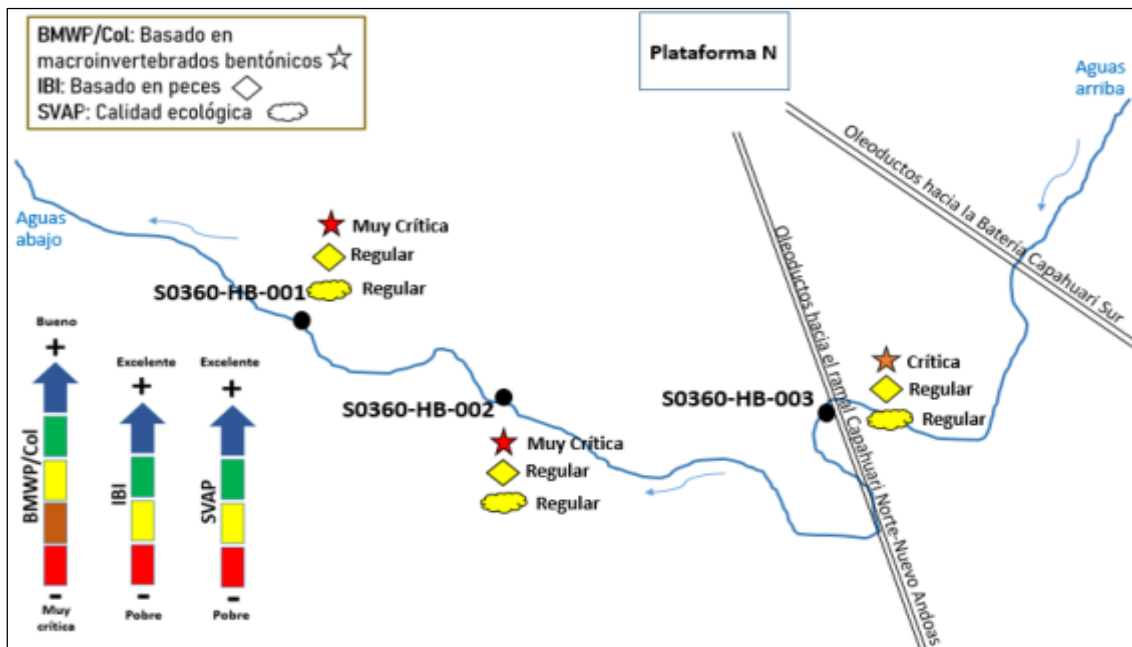 BMWP/Col: Basado en
macroinvertebrados bentónicos
IBI: Basado en peces
SVAP: Calidad ecológica
Plataforma N
Aguas
arriba
Oleoductos hacia la Batería Capahuari Sur
Oleoductos hacia el ramal Capahuari Norte-Nuevo Andoas
Aguas
abajo
Muy Crítica
Regular
Regular
S0360-HB-001
S0360-HB-002
Muy Crítica
Regular
Regular
S0360-HB-003
Crítica
Regular
Regular
Bueno
+
BMWP/Col
-
Muy
crítica
Excelente
+
IBI
-
Pobre
Excelente
+
SVAP
-
Pobre